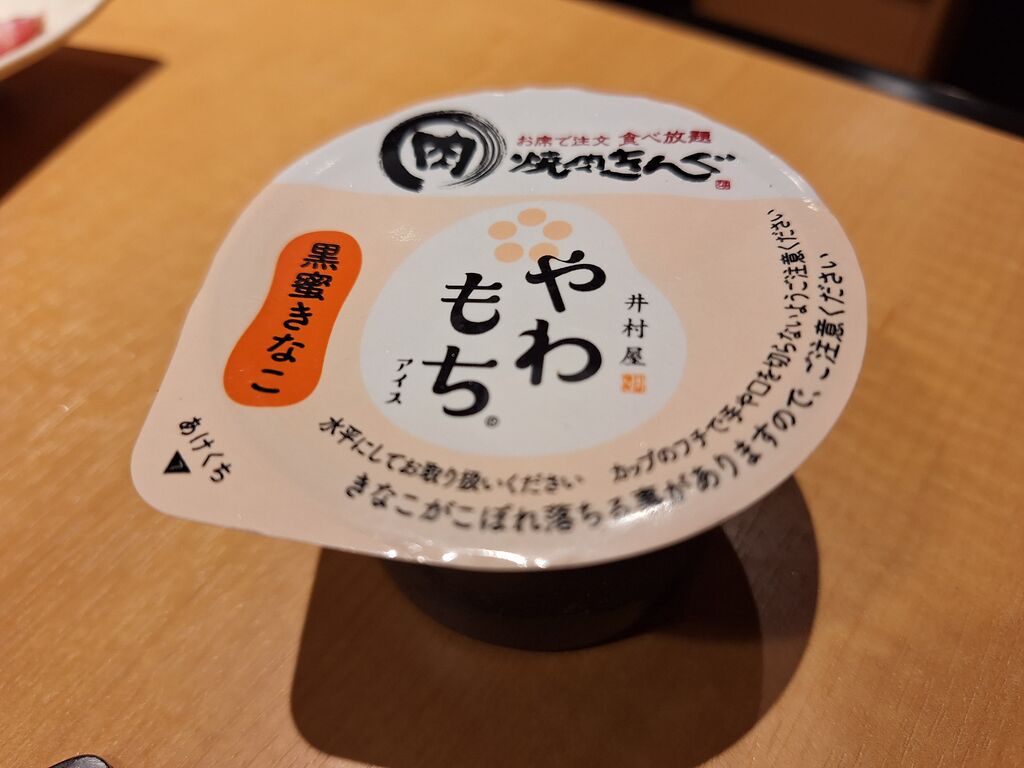 肉
お席で注文 食べ放題
焼肉きんぐ
黒蜜きなこ
やわ
もち
アイス
井村屋
あけくち
水平にしてお取り扱いください
カップのフチで手や口を切らないようご注意ください
きなこがこぼれ落ちる事がありますので、ご注意ください